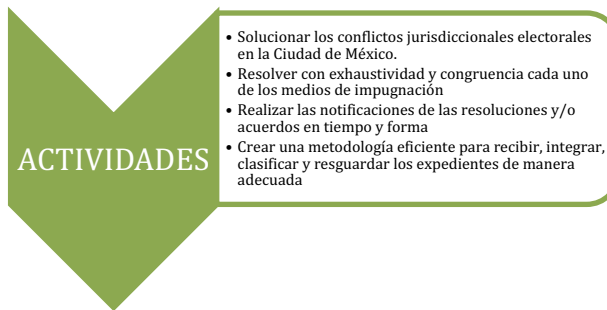 ACTIVIDADES
• Solucionar los conflictos jurisdiccionales electorales
en la Ciudad de México.
• Resolver con exhaustividad y congruencia cada uno
de los medios de impugnación
• Realizar las notificaciones de las resoluciones y/o
acuerdos en tiempo y forma
• Crear una metodología eficiente para recibir, integrar,
clasificar y resguardar los expedientes de manera
adecuada